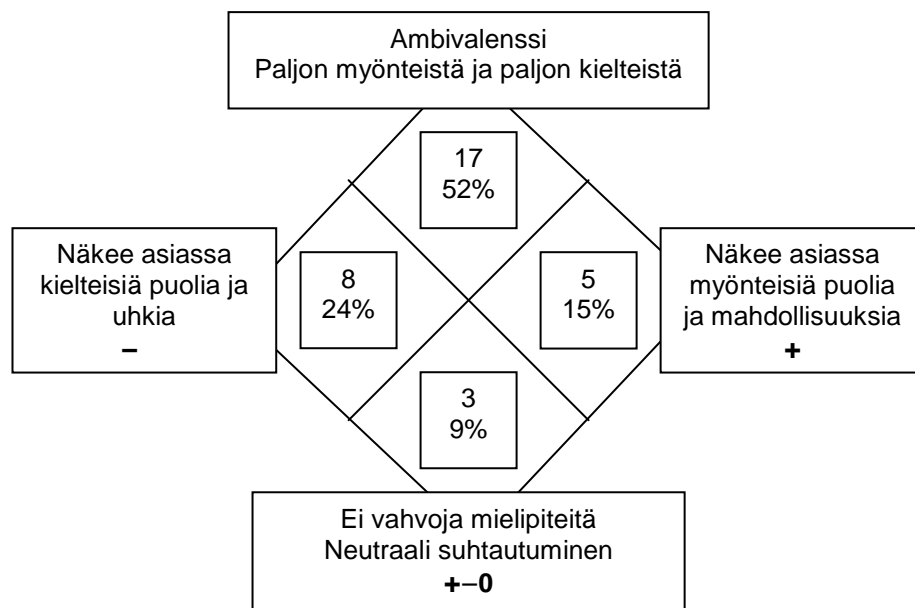 Ambivalenssi
Paljon myönteistä ja paljon kielteistä
17
52%
Näkee asiassa
kielteisiä puolia ja
uhkia
–
8
24%
5
15%
Näkee asiassa
myönteisiä puolia
ja mahdollisuuksia
+
3
9%
Ei vahvoja mielipiteitä
Neutraali suhtautuminen
+–0